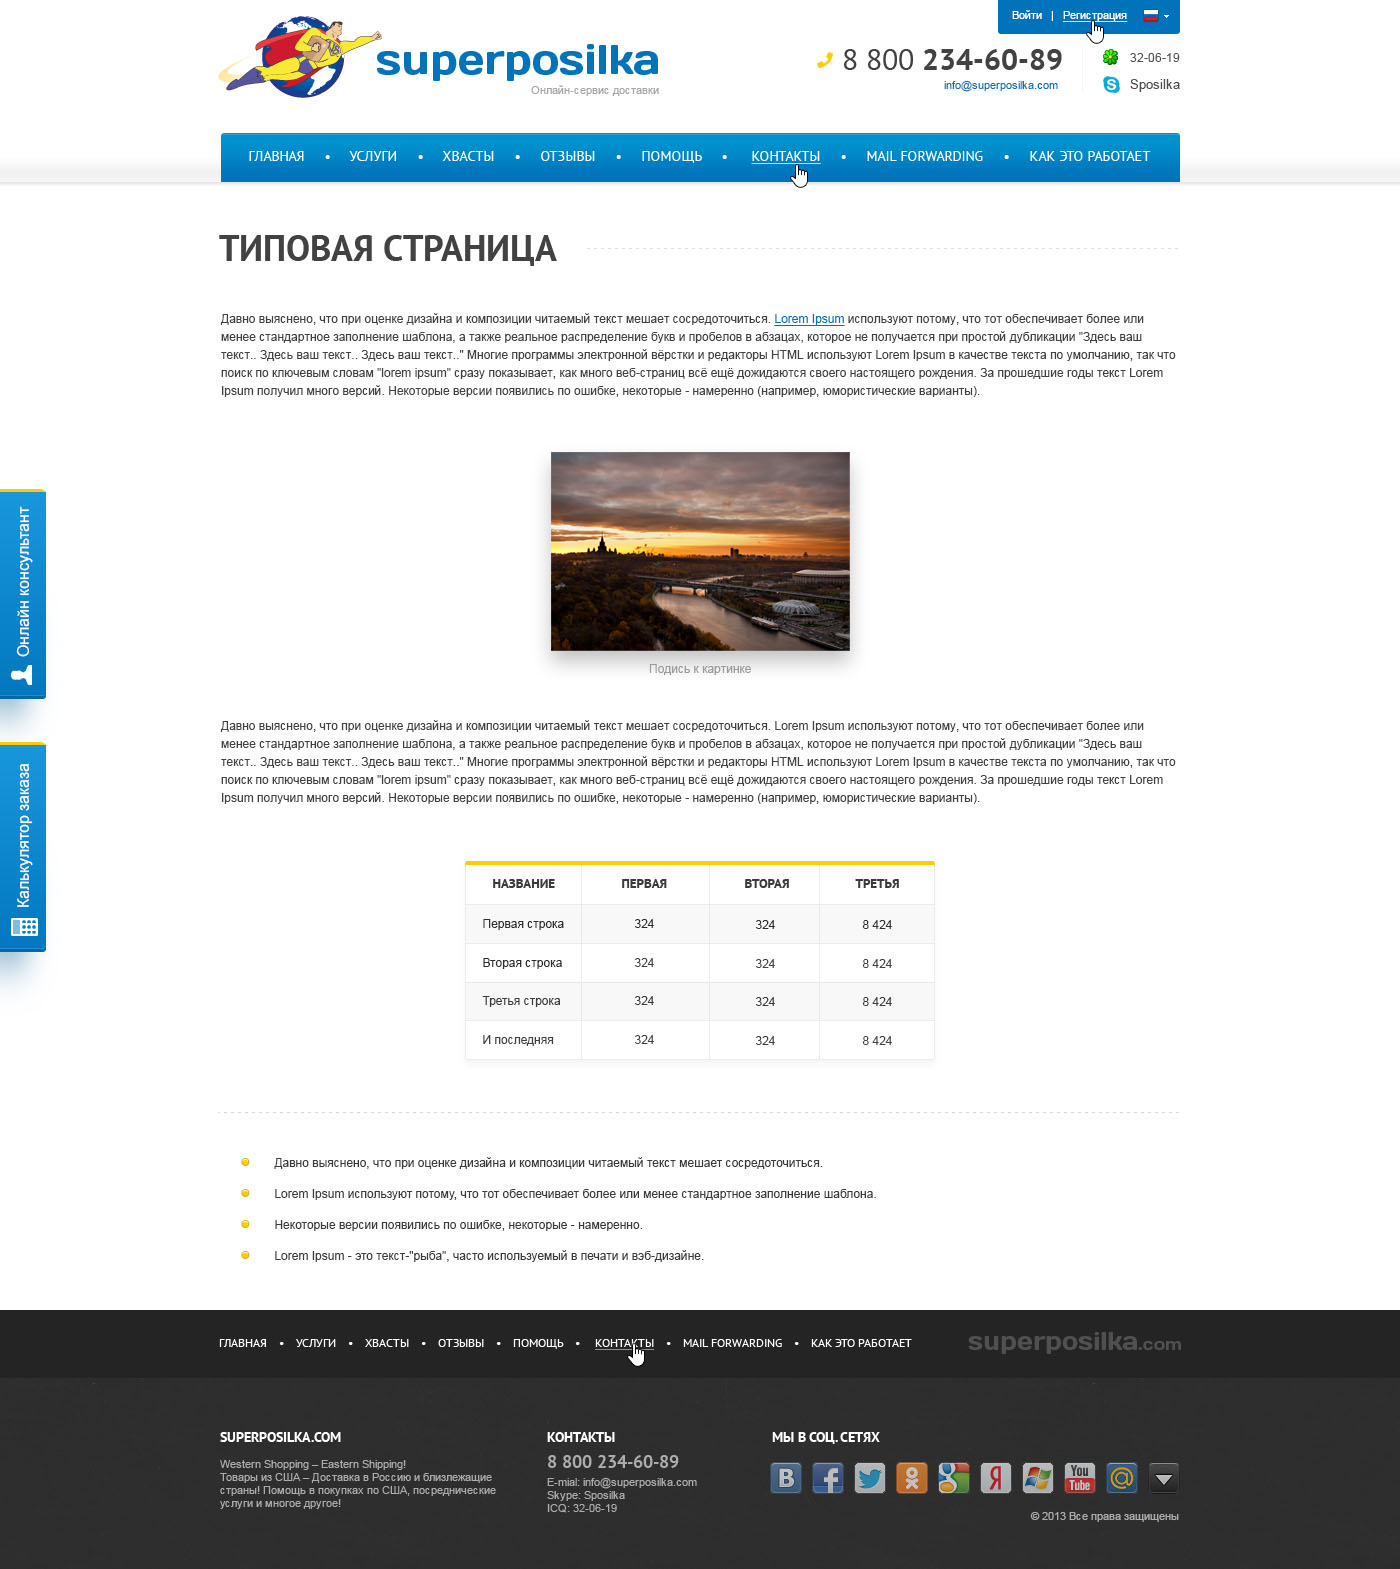 Войти | Регистрация
superposilka
Онлайн-сервис доставки
8 800 234-60-89
info@superposilka.com
32-06-19
Sposilka
ГЛАВНАЯ • УСЛУГИ • ХВАСТЫ • ОТЗЫВЫ • ПОМОЩЬ • КОНТАКТЫ • MAIL FORWARDING • КАК ЭТО РАБОТАЕТ
ТИПОВАЯ СТРАНИЦА
Давно выяснено, что при оценке дизайна и композиции читаемый текст мешает сосредоточиться. Lorem Ipsum используют потому, что тот обеспечивает более или
менее стандартное заполнение шаблона, а также реальное распределение букв и пробелов в абзацах, которое не получается при простой дубликации "Здесь ваш
текст.. Здесь ваш текст.. Здесь ваш текст.." Многие программы электронной вёрстки и редакторы HTML используют Lorem Ipsum в качестве текста по умолчанию, так что
поиск по ключевым словам "lorem ipsum" сразу показывает, как много веб-страниц всё ещё дожидаются своего настоящего рождения. За прошедшие годы текст Lorem
Ipsum получил много версий. Некоторые версии появились по ошибке, некоторые - намеренно (например, юмористические варианты).
Онлайн консультант
Подись к картинке
Давно выяснено, что при оценке дизайна и композиции читаемый текст мешает сосредоточиться. Lorem Ipsum используют потому, что тот обеспечивает более или
менее стандартное заполнение шаблона, а также реальное распределение букв и пробелов в абзацах, которое не получается при простой дубликации "Здесь ваш
текст.. Здесь ваш текст.. Здесь ваш текст.." Многие программы электронной вёрстки и редакторы HTML используют Lorem Ipsum в качестве текста по умолчанию, так что
поиск по ключевым словам "lorem ipsum" сразу показывает, как много веб-страниц всё ещё дожидаются своего настоящего рождения. За прошедшие годы текст Lorem
Ipsum получил много версий. Некоторые версии появились по ошибке, некоторые - намеренно (например, юмористические варианты).
Калькулятор заказа
НАЗВАНИЕ ПЕРВАЯ ВТОРАЯ ТРЕТЬЯ
Первая строка 324 324 8 424
Вторая строка 324 324 8 424
Третья строка 324 324 8 424
И последняя 324 324 8 424
Давно выяснено, что при оценке дизайна и композиции читаемый текст мешает сосредоточиться.
Lorem Ipsum используют потому, что тот обеспечивает более или менее стандартное заполнение шаблона.
Некоторые версии появились по ошибке, некоторые - намеренно.
Lorem Ipsum - это текст-"рыба", часто используемый в печати и вэб-дизайне.
ГЛАВНАЯ • УСЛУГИ • ХВАСТЫ • ОТЗЫВЫ • ПОМОЩЬ • КОНТАКТЫ • MAIL FORWARDING • КАК ЭТО РАБОТАЕТ
superposilka.com
SUPERPOSILKA.COM
Western Shopping – Eastern Shipping!
Товары из США – Доставка в Россию и близлежащие
страны! Помощь в покупках по США, посреднические
услуги и многое другое!
КОНТАКТЫ
8 800 234-60-89
E-mial: info@superposilka.com
Skype: Sposilka
ICQ: 32-06-19
МЫ В СОЦ. СЕТЯХ
В f g Я You Tube @
© 2013 Все права защищены